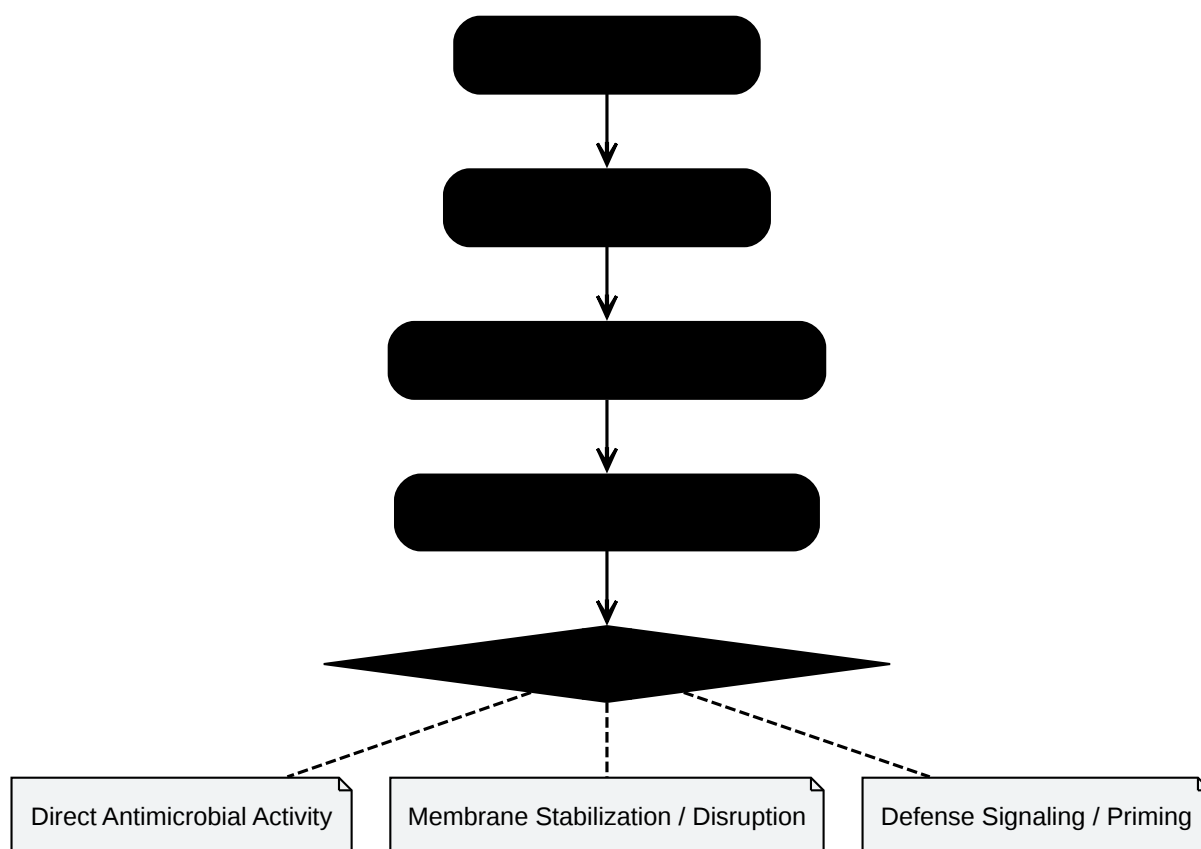 Direct Antimicrobial Activity
Membrane Stabilization / Disruption
Defense Signaling / Priming